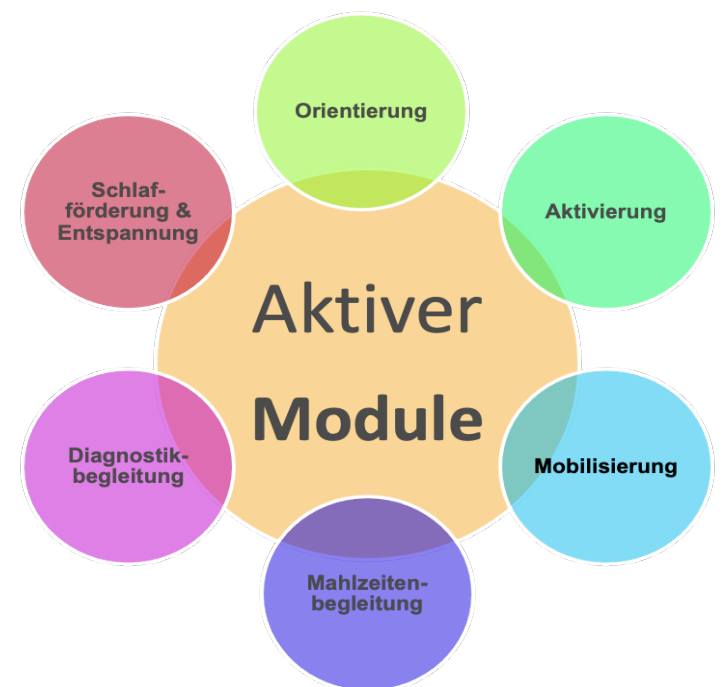 Orientierung
Schlaf-
förderung &
Entspannung
Aktivierung
Aktiver
Module
Diagnostik-
begleitung
Mobilisierung
Mahlzeiten-
begleitung